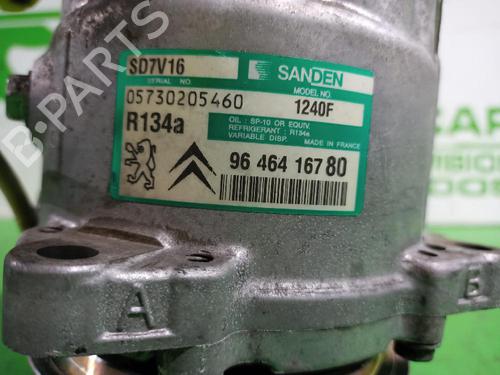 SD7V16
SANDEN
SERIAL NO.
MODEL NO.
05730205460
1240F
R134a
OIL : SP-10 OR EQUIV.
REFRIGERANT : R134a
VARIABLE DISP. MADE IN FRANCE
96 464 167 80
A
B
B-PARTS